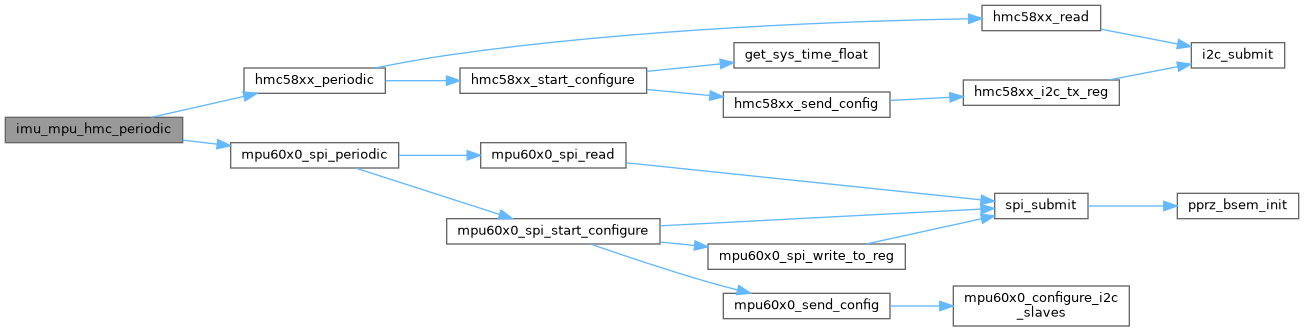 hmc58xx_read
i2c_submit
get_sys_time_float
hmc58xx_periodic
hmc58xx_start_configure
hmc58xx_i2c_tx_reg
hmc58xx_send_config
imu_mpu_hmc_periodic
mpu60x0_spi_periodic
mpu60x0_spi_read
spi_submit
pprz_bsem_init
mpu60x0_spi_start_configure
mpu60x0_spi_write_to_reg
mpu60x0_send_config
mpu60x0_configure_i2c
_slaves